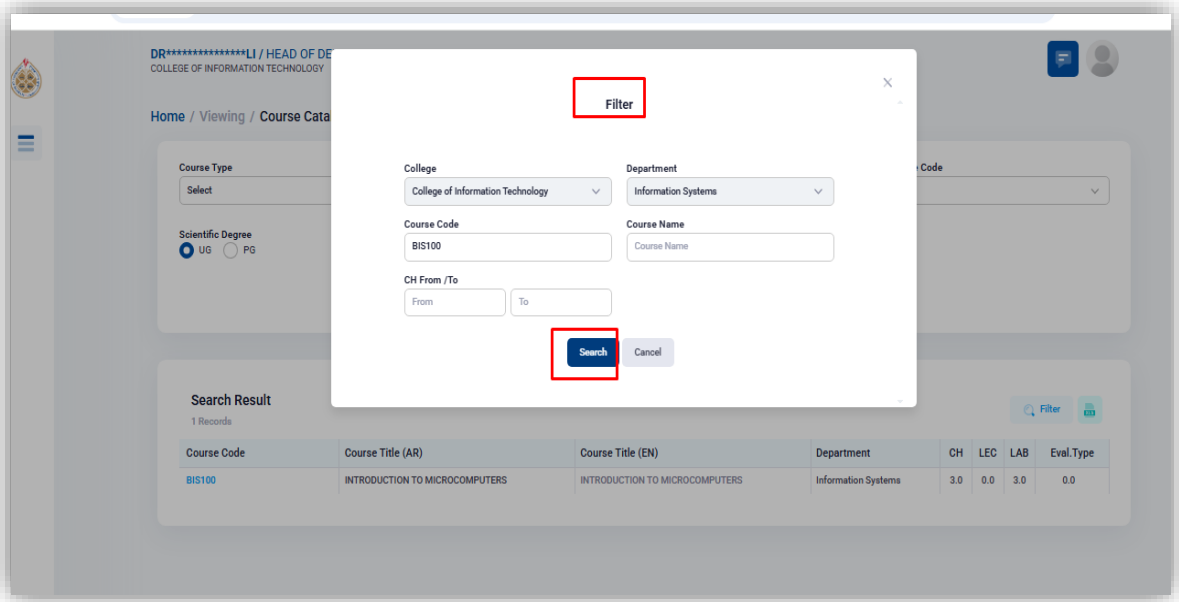 DR***************LI / HEAD OF DE
COLLEGE OF INFORMATION TECHNOLOGY
Home / Viewing / Course Cata
Course Type
Select
Code
Scientific Degree
UG PG
Filter
College Department
College of Information Technology Information Systems
Course Code Course Name
BIS100 Course Name
CH From /To
From To
Search Cancel
Search Result
1 Records
Filter
Course Code Course Title (AR) Course Title (EN) Department CH LEC LAB Eval.Type
BIS100 INTRODUCTION TO MICROCOMPUTERS INTRODUCTION TO MICROCOMPUTERS Information Systems 3.0 0.0 3.0 0.0